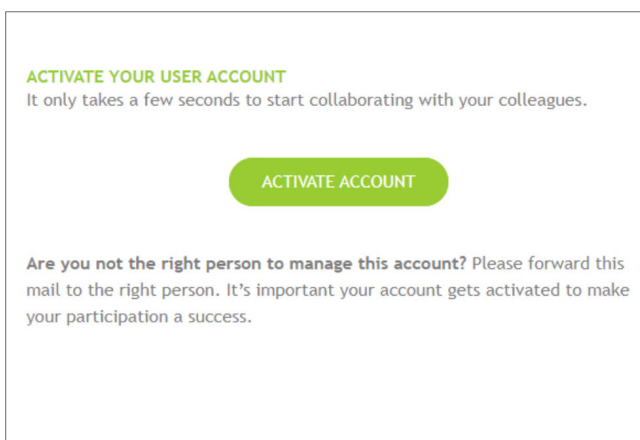 ACTIVATE YOUR USER ACCOUNT
It only takes a few seconds to start collaborating with your colleagues.
ACTIVATE ACCOUNT
Are you not the right person to manage this account? Please forward this
mail to the right person. It’s important your account gets activated to make
your participation a success.